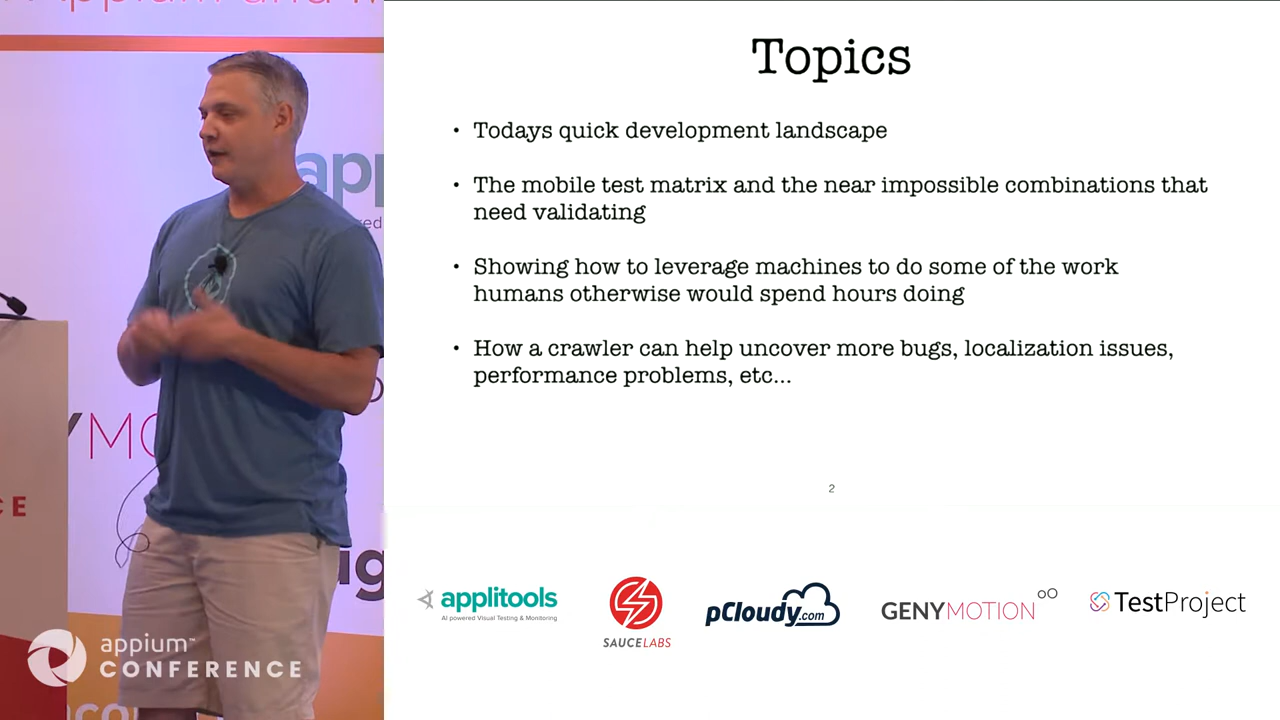 Topics
• Todays quick development landscape
• The mobile test matrix and the near impossible combinations that
need validating
• Showing how to leverage machines to do some of the work
humans otherwise would spend hours doing
• How a crawler can help uncover more bugs, localization issues,
performance problems, etc...
2
applitools
AI powered Visual Testing & Monitoring
SAUCELABS
pCloudy.com
GENYMOTION
TestProject
appium™
CONFERENCE